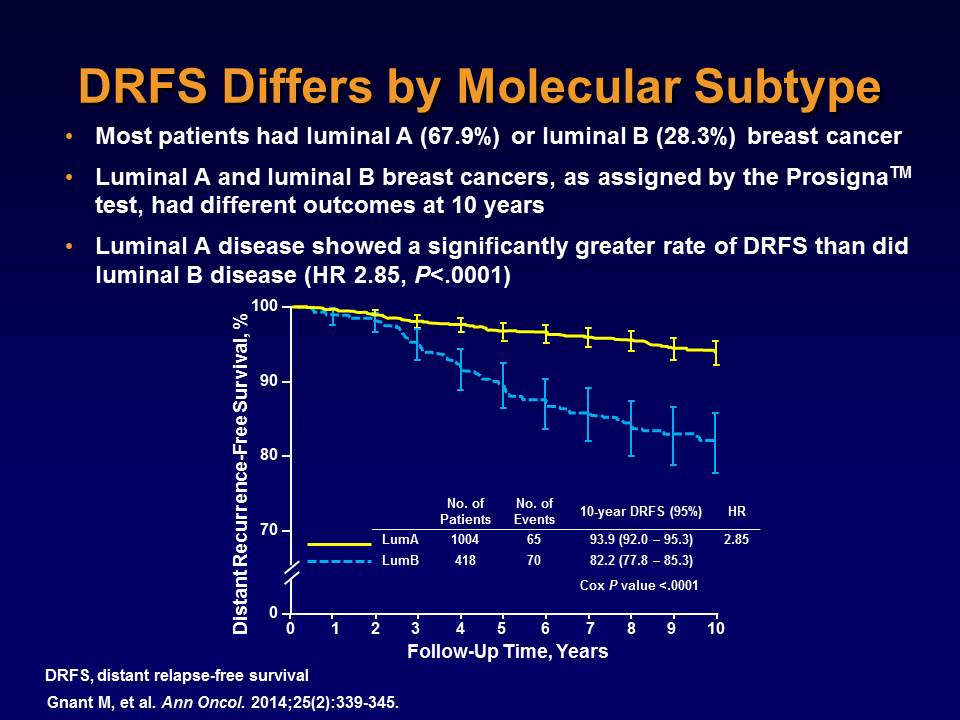 DRFS Differs by Molecular Subtype
• Most patients had luminal A (67.9%) or luminal B (28.3%) breast cancer
• Luminal A and luminal B breast cancers, as assigned by the Prosigna™
test, had different outcomes at 10 years
• Luminal A disease showed a significantly greater rate of DRFS than did
luminal B disease (HR 2.85, P<.0001)
Distant Recurrence-Free Survival, %
100
90
80
70
0
No. of Patients No. of Events 10-year DRFS (95%) HR
LumA 1004 65 93.9 (92.0 – 95.3) 2.85
LumB 418 70 82.2 (77.8 – 85.3)
Cox P value <.0001
0 1 2 3 4 5 6 7 8 9 10
Follow-Up Time, Years
DRFS, distant relapse-free survival
Gnant M, et al. Ann Oncol. 2014;25(2):339-345.